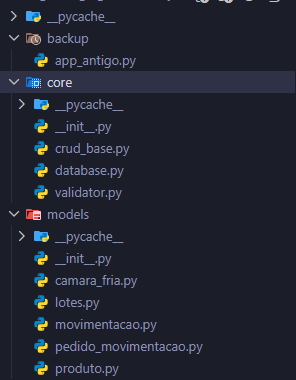 __pycache__
backup
app_antigo.py
core
__pycache__
__init__.py
crud_base.py
database.py
validator.py
models
__pycache__
__init__.py
camara_fria.py
lotes.py
movimentacao.py
pedido_movimentacao.py
produto.py